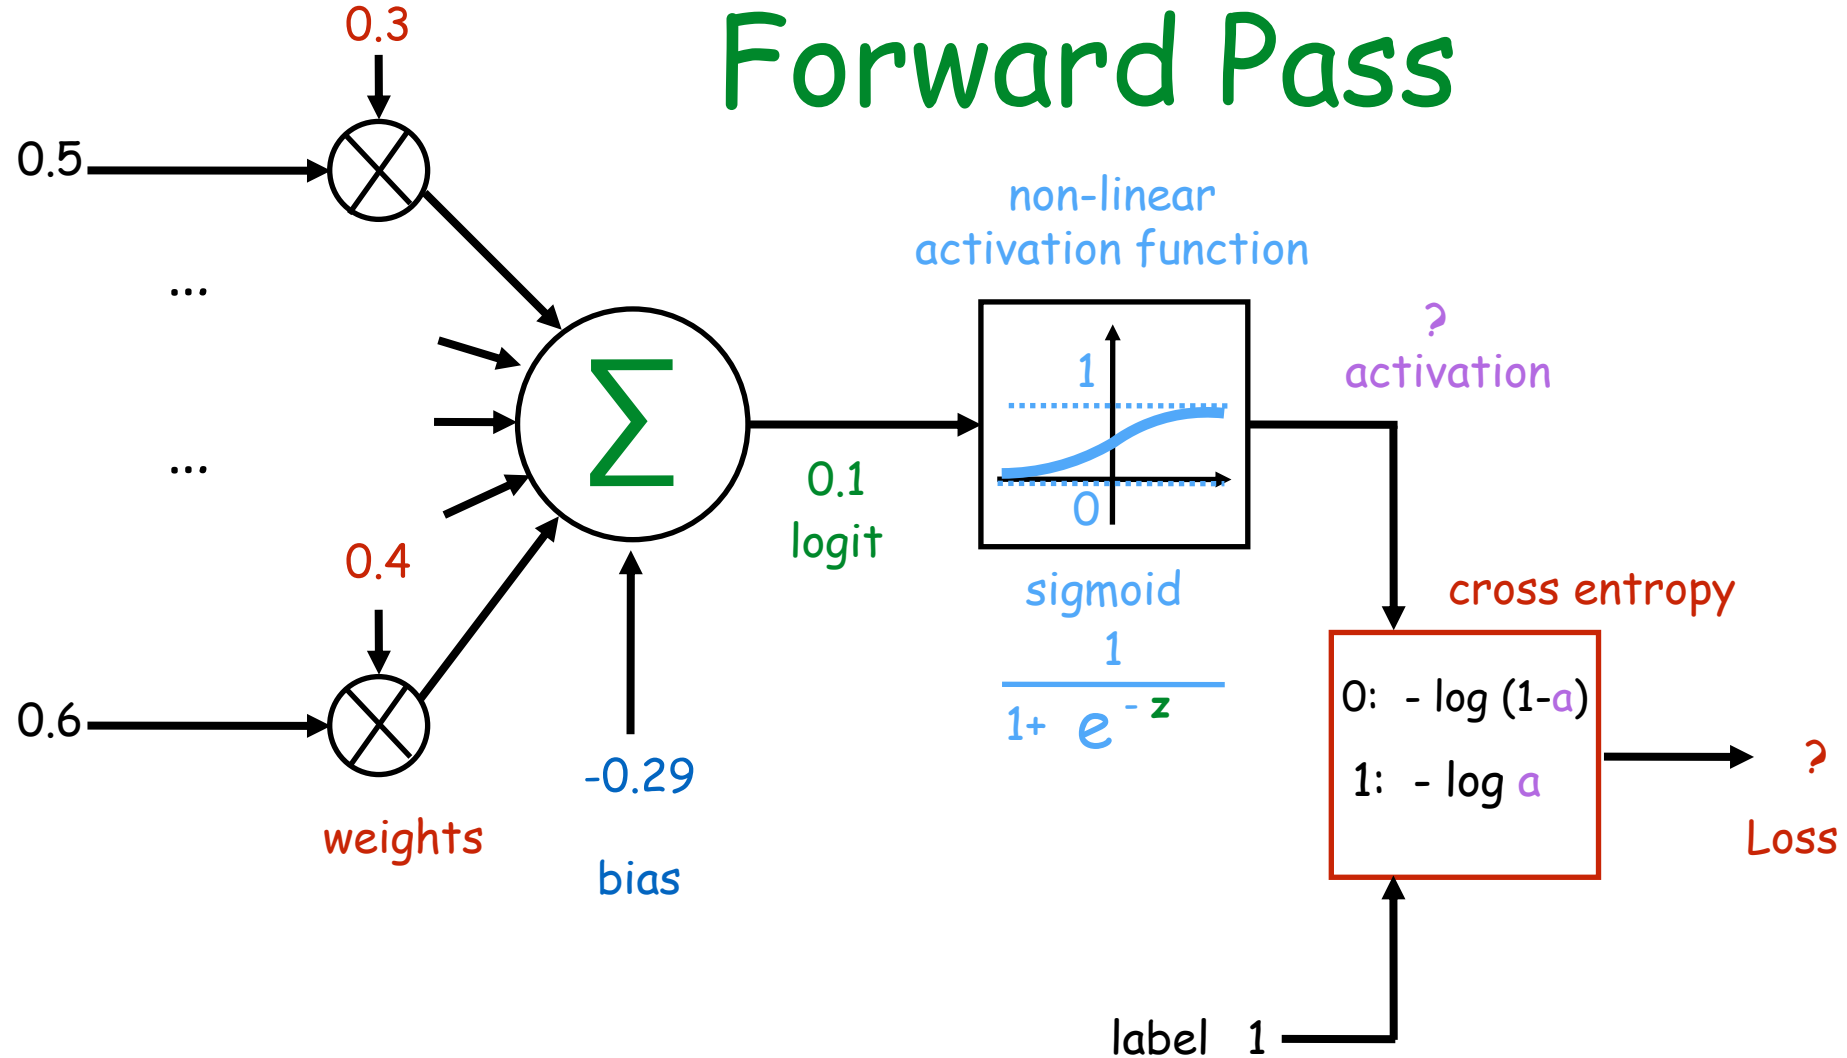 Forward Pass
0.3
0.5
...
...
0.4
0.6
weights
Σ
-0.29
bias
0.1
logit
non-linear
activation function
1
0
sigmoid
1
1+ e - z
?
activation
cross entropy
0: - log (1-a)
1: - log a
?
Loss
label 1